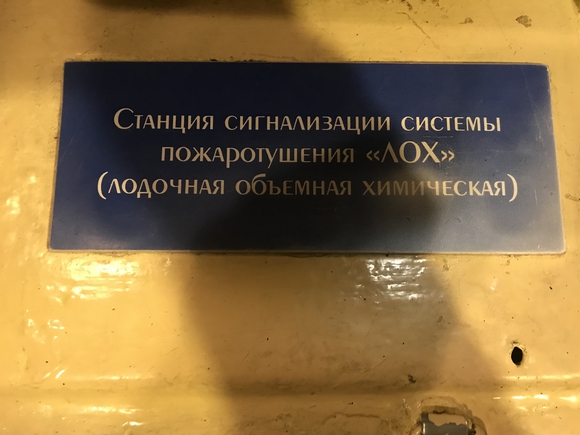 Станция сигнализации системы
пожаротушения «ЛОХ»
(лодочная объемная химическая)